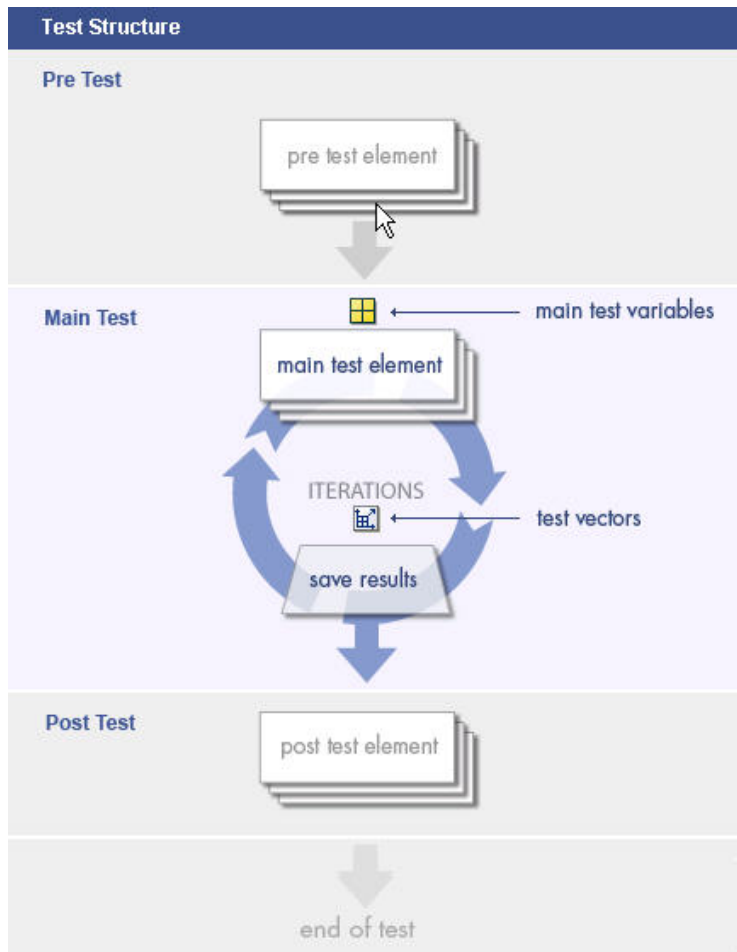 Test Structure
Pre Test
pre test element
Main Test
main test variables
main test element
ITERATIONS
test vectors
save results
Post Test
post test element
end of test